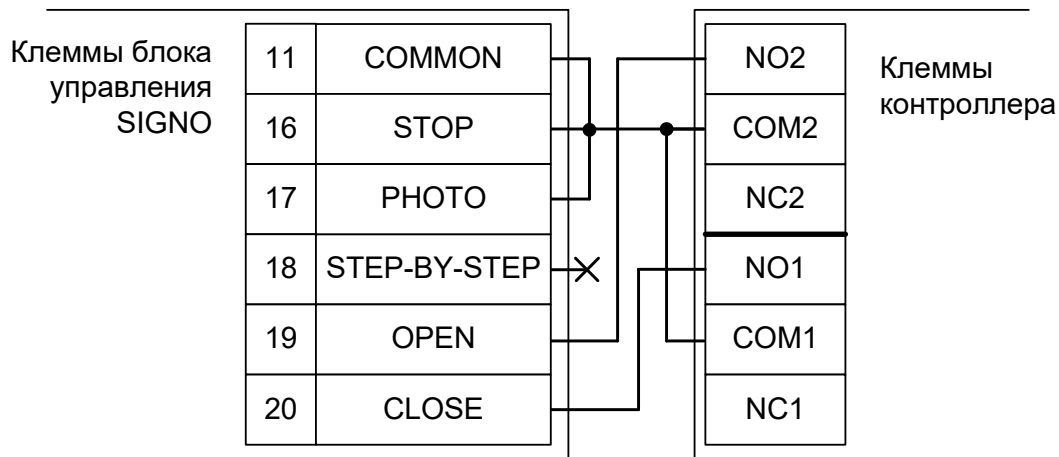 Клеммы блока
управления
SIGNO
11 COMMON
16 STOP
17 PHOTO
18 STEP-BY-STEP
19 OPEN
20 CLOSE
NO2
COM2
NC2
NO1
COM1
NC1
Клеммы
контроллера